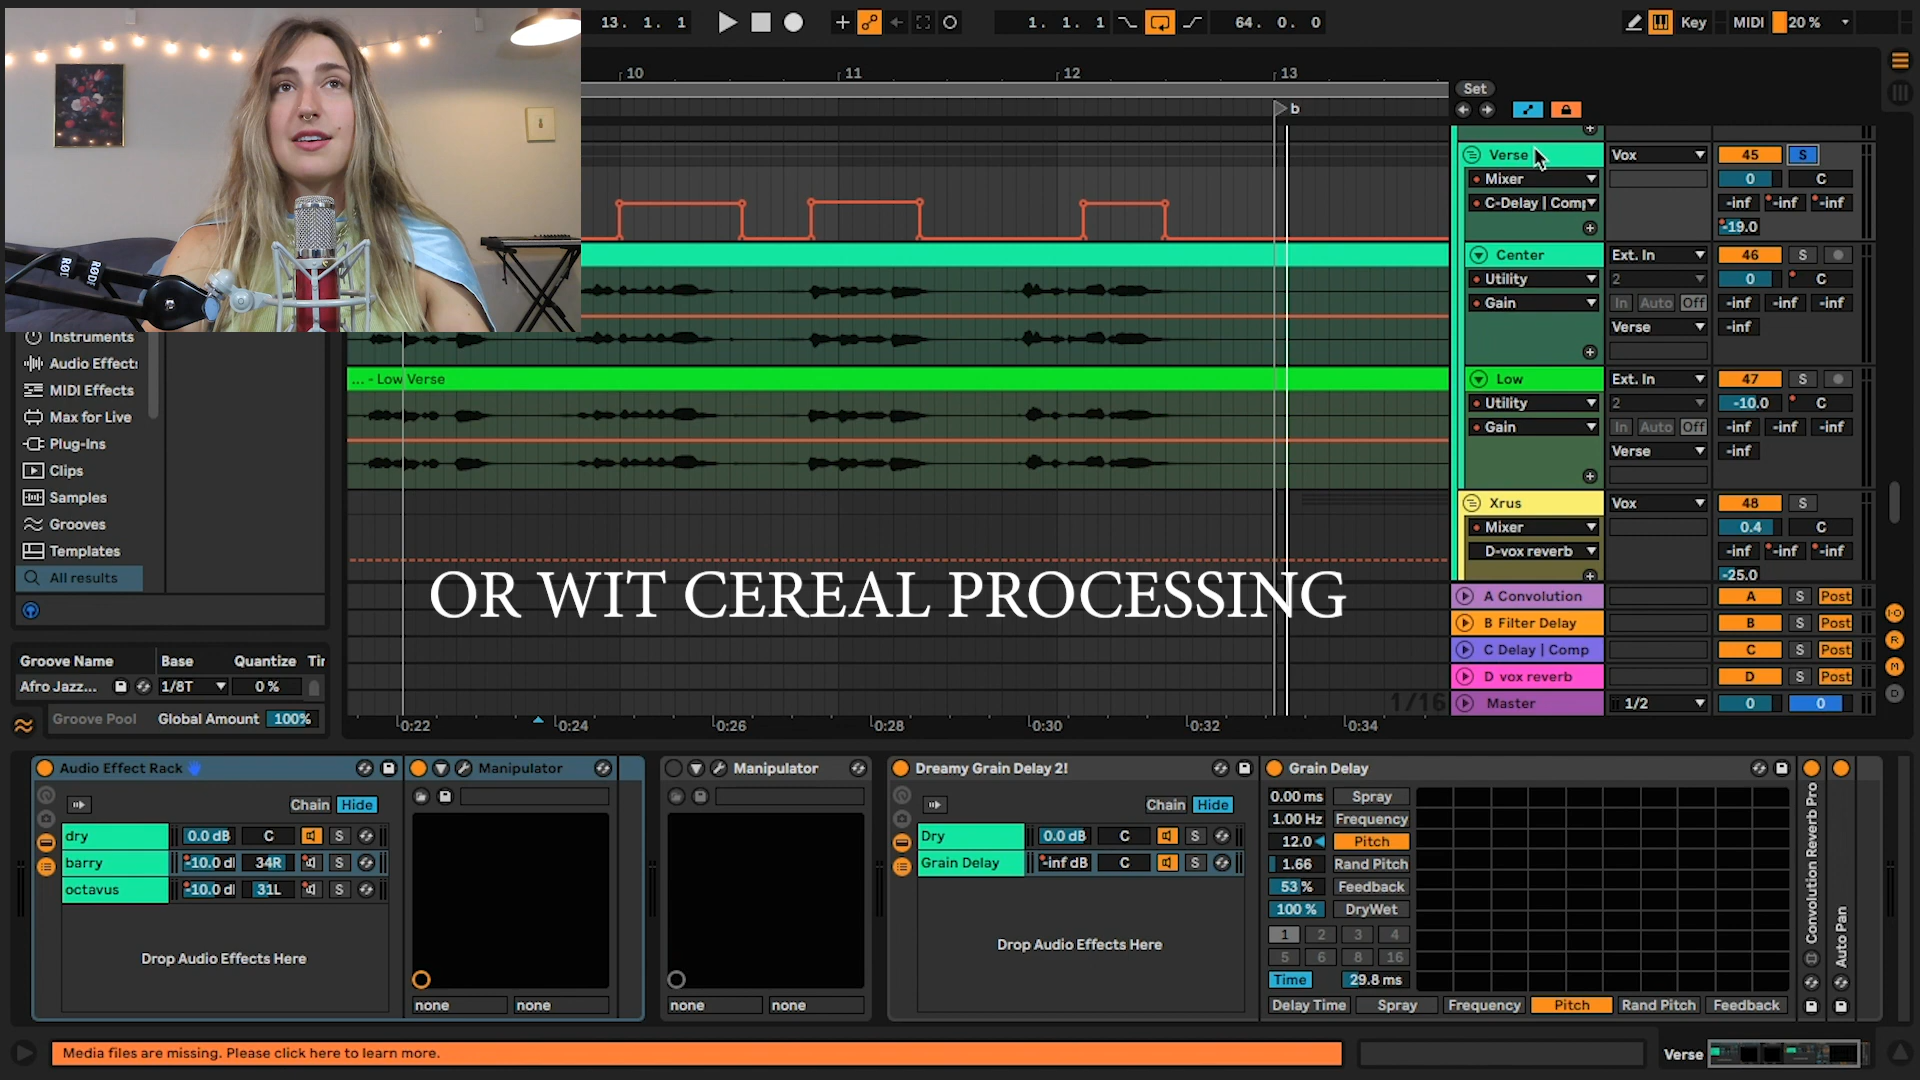 13. 1. 1
1. 1. 1
64. 0. 0
Key
MIDI
20 %
10
11
12
13
b
Set
Verse
Vox
45
S
Mixer
0
C
C-Delay | Comp
-inf
-inf
-inf
-19.0
Center
Ext. In
46
S
Utility
2
0
C
Gain
In
Auto
Off
-inf
-inf
-inf
Verse
-inf
... - Low Verse
Low
Ext. In
47
S
Utility
2
-10.0
C
Gain
In
Auto
Off
-inf
-inf
-inf
Verse
-inf
Xrus
Vox
48
S
Mixer
0.4
C
D-vox reverb
-inf
-inf
-inf
-25.0
A Convolution
A
S
Post
B Filter Delay
B
S
Post
C Delay | Comp
C
S
Post
D vox reverb
D
S
Post
Master
1/2
0
0
I·O
R
M
D
RØDE
RØDE
Instruments
Audio Effect:
MIDI Effects
Max for Live
Plug-Ins
Clips
Samples
Grooves
Templates
All results
OR WIT CEREAL PROCESSING
1/16
Groove Name
Base
Quantize
Tir
Afro Jazz...
1/8T
0 %
Groove Pool
Global Amount
100%
0:22
0:24
0:26
0:28
0:30
0:32
0:34
Audio Effect Rack
Chain
Hide
dry
0.0 dB
C
S
barry
-10.0 d
34R
S
octavus
-10.0 d
31L
S
Drop Audio Effects Here
Manipulator
none
none
Manipulator
none
none
Dreamy Grain Delay 2!
Chain
Hide
Dry
0.0 dB
C
S
Grain Delay
-inf dB
C
S
Drop Audio Effects Here
Grain Delay
0.00 ms
Spray
1.00 Hz
Frequency
12.0
Pitch
1.66
Rand Pitch
53 %
Feedback
100 %
DryWet
1
2
3
4
5
6
8
16
Time
29.8 ms
Delay Time
Spray
Frequency
Pitch
Rand Pitch
Feedback
Convolution Reverb Pro
Auto Pan
Media files are missing. Please click here to learn more.
Verse